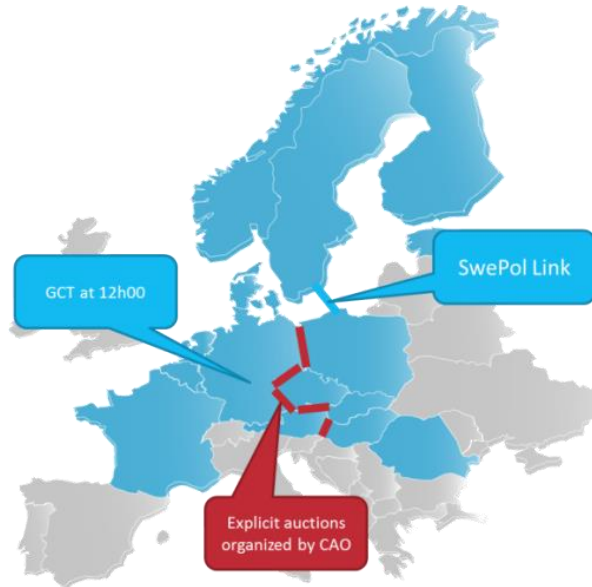 SwePol Link
GCT at 12h00
Explicit auctions
organized by CAO